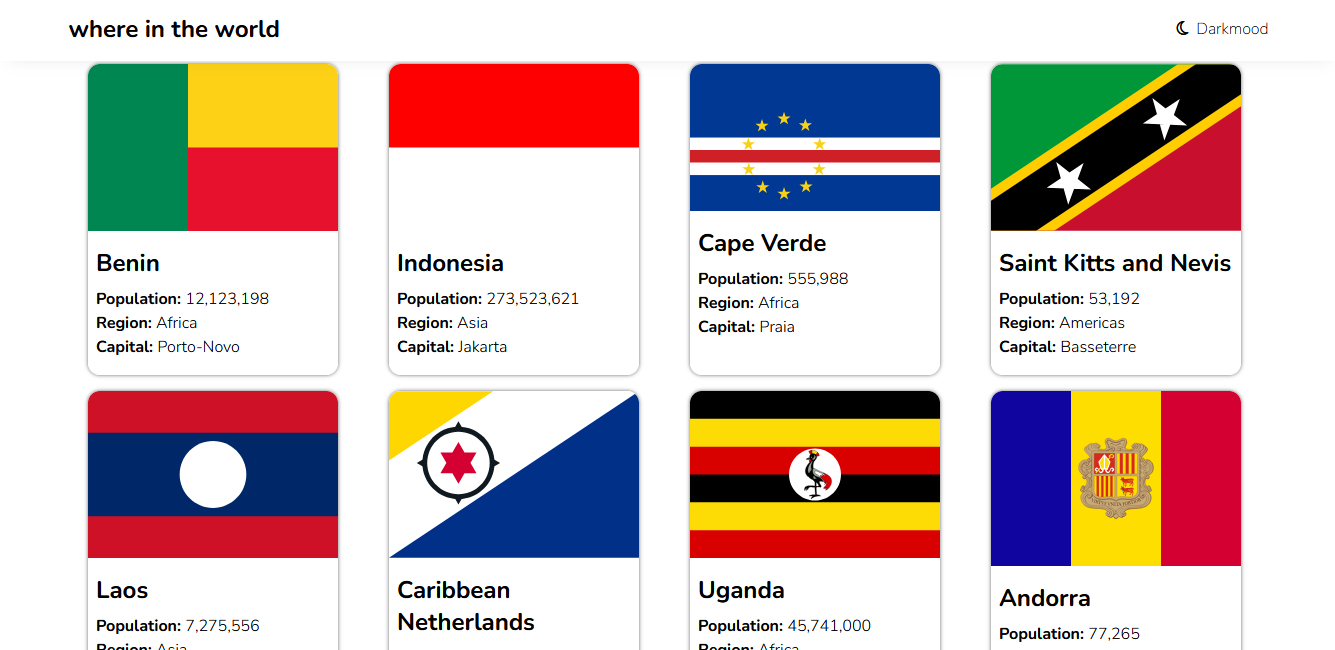 where in the world
Darkmood
Benin
Population: 12,123,198
Region: Africa
Capital: Porto-Novo
Indonesia
Population: 273,523,621
Region: Asia
Capital: Jakarta
Cape Verde
Population: 555,988
Region: Africa
Capital: Praia
Saint Kitts and Nevis
Population: 53,192
Region: Americas
Capital: Basseterre
Laos
Population: 7,275,556
Region: Asia
Caribbean
Netherlands
Uganda
Population: 45,741,000
Region: Africa
Andorra
Population: 77,265